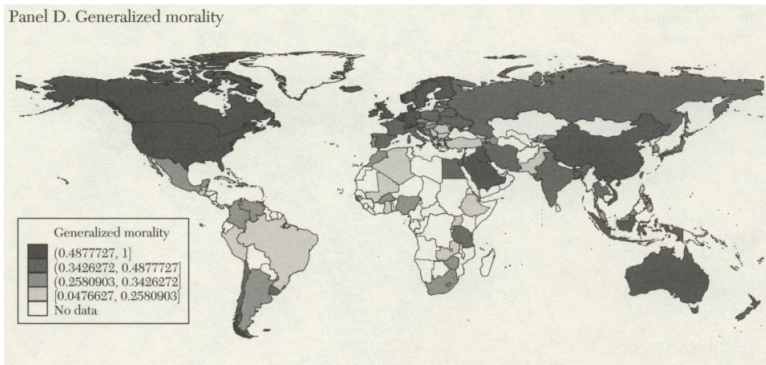 Panel D. Generalized morality
Generalized morality
(0.4877727, 1]
(0.3426272, 0.4877727]
(0.2580903, 0.3426272]
[0.0476627, 0.2580903]
No data